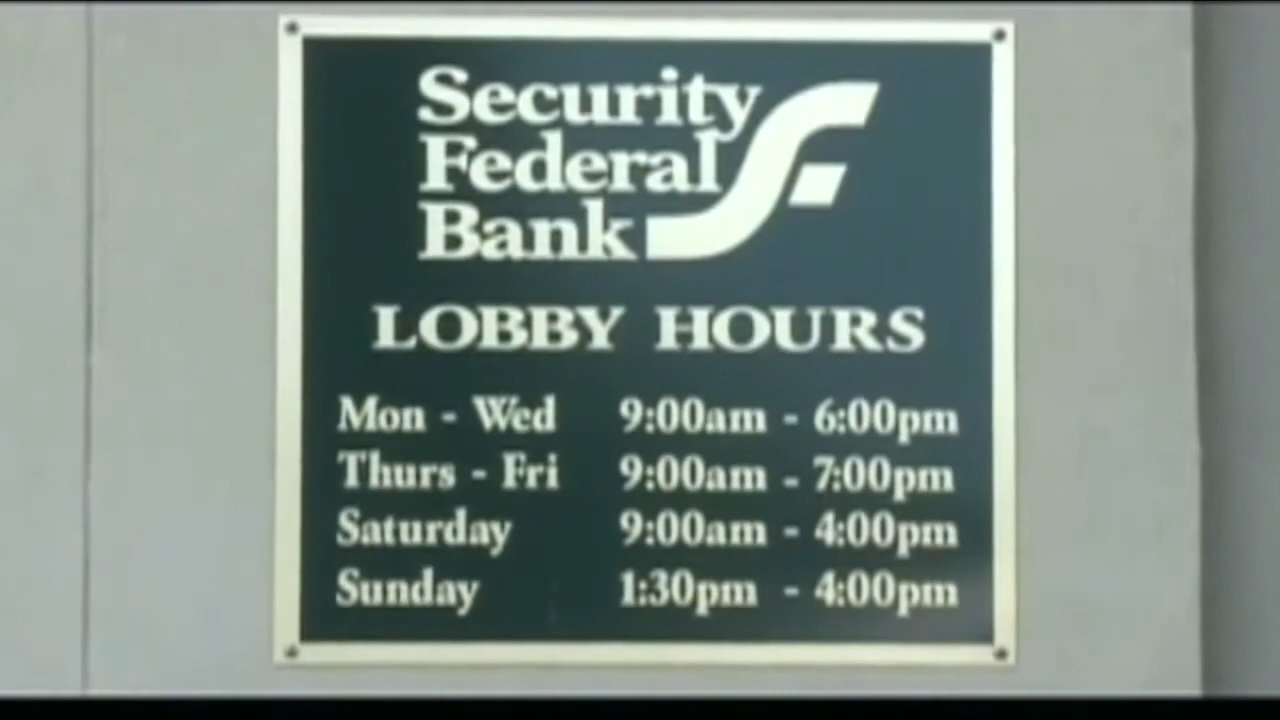 Security
Federal
Bank
LOBBY HOURS
Mon - Wed 9:00am - 6:00pm
Thurs - Fri 9:00am - 7:00pm
Saturday 9:00am - 4:00pm
Sunday 1:30pm - 4:00pm